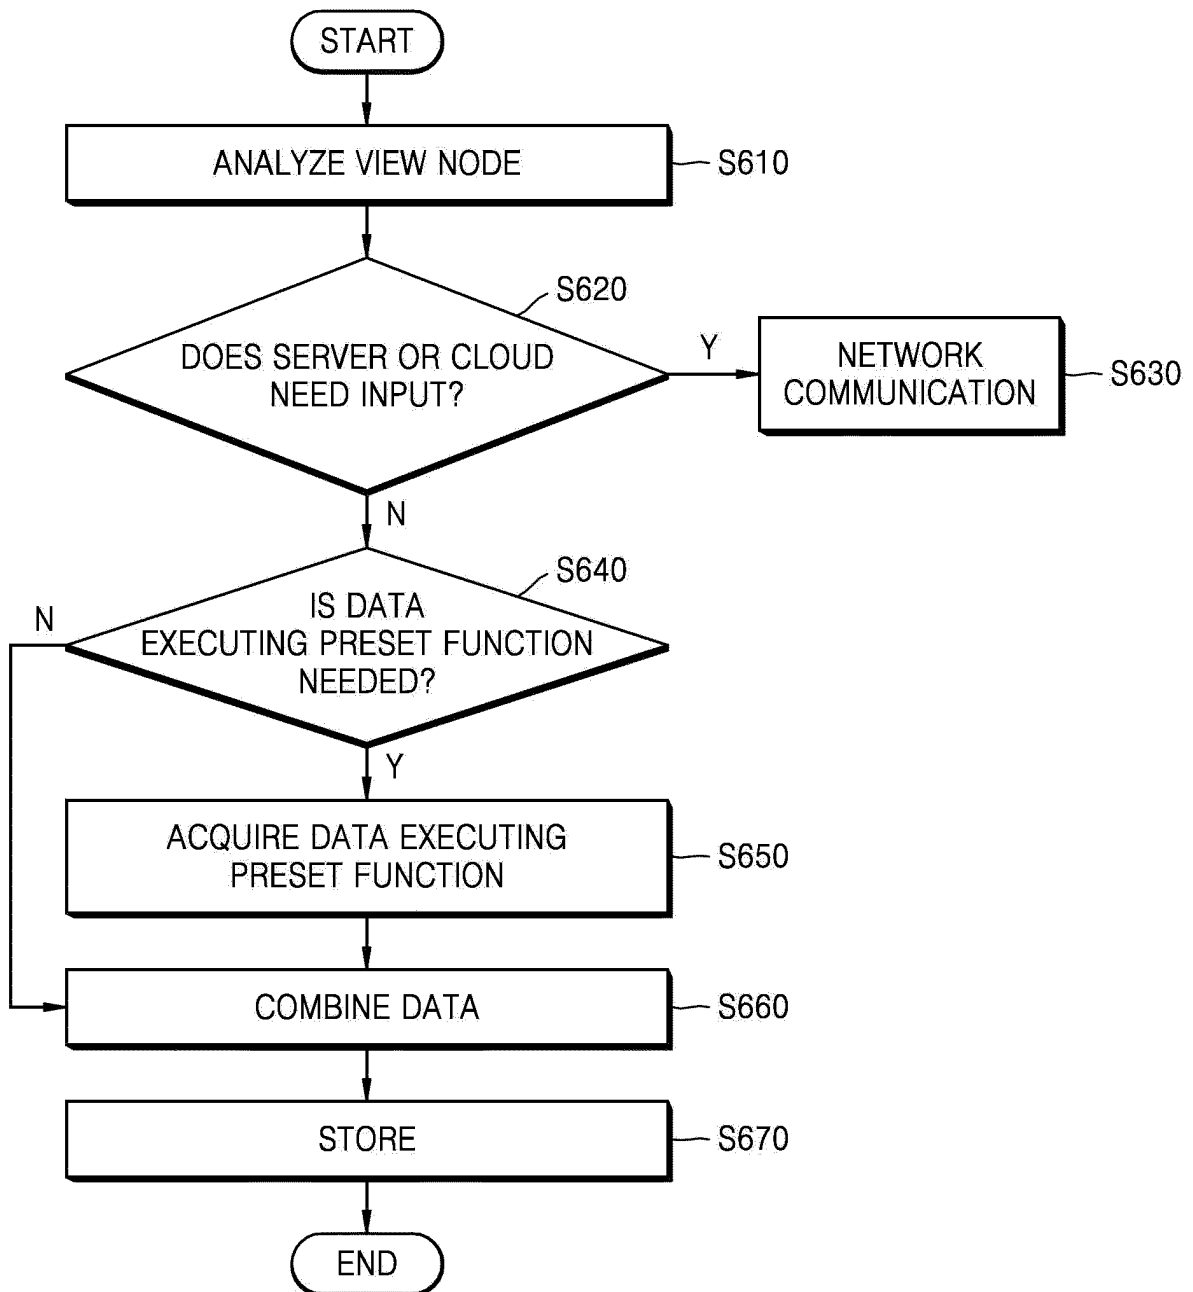 START
ANALYZE VIEW NODE
S610
S620
DOES SERVER OR CLOUD
NEED INPUT?
Y
NETWORK
COMMUNICATION
S630
N
S640
IS DATA
EXECUTING PRESET FUNCTION
NEEDED?
N
Y
ACQUIRE DATA EXECUTING
PRESET FUNCTION
S650
COMBINE DATA
S660
STORE
S670
END